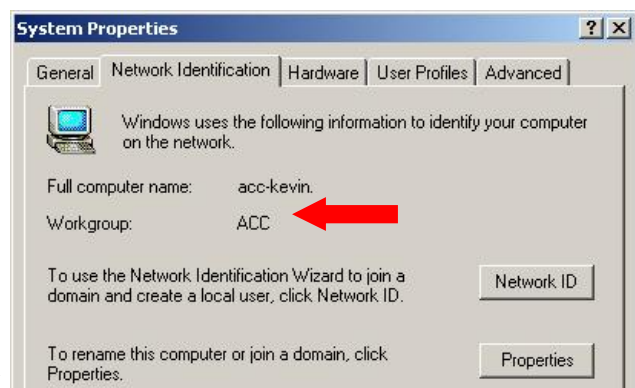 System Properties
General Network Identification Hardware User Profiles Advanced
Windows uses the following information to identify your computer
on the network.
Full computer name: acc-kevin.
Workgroup: ACC
To use the Network Identification Wizard to join a
domain and create a local user, click Network ID.
Network ID
To rename this computer or join a domain, click
Properties.
Properties